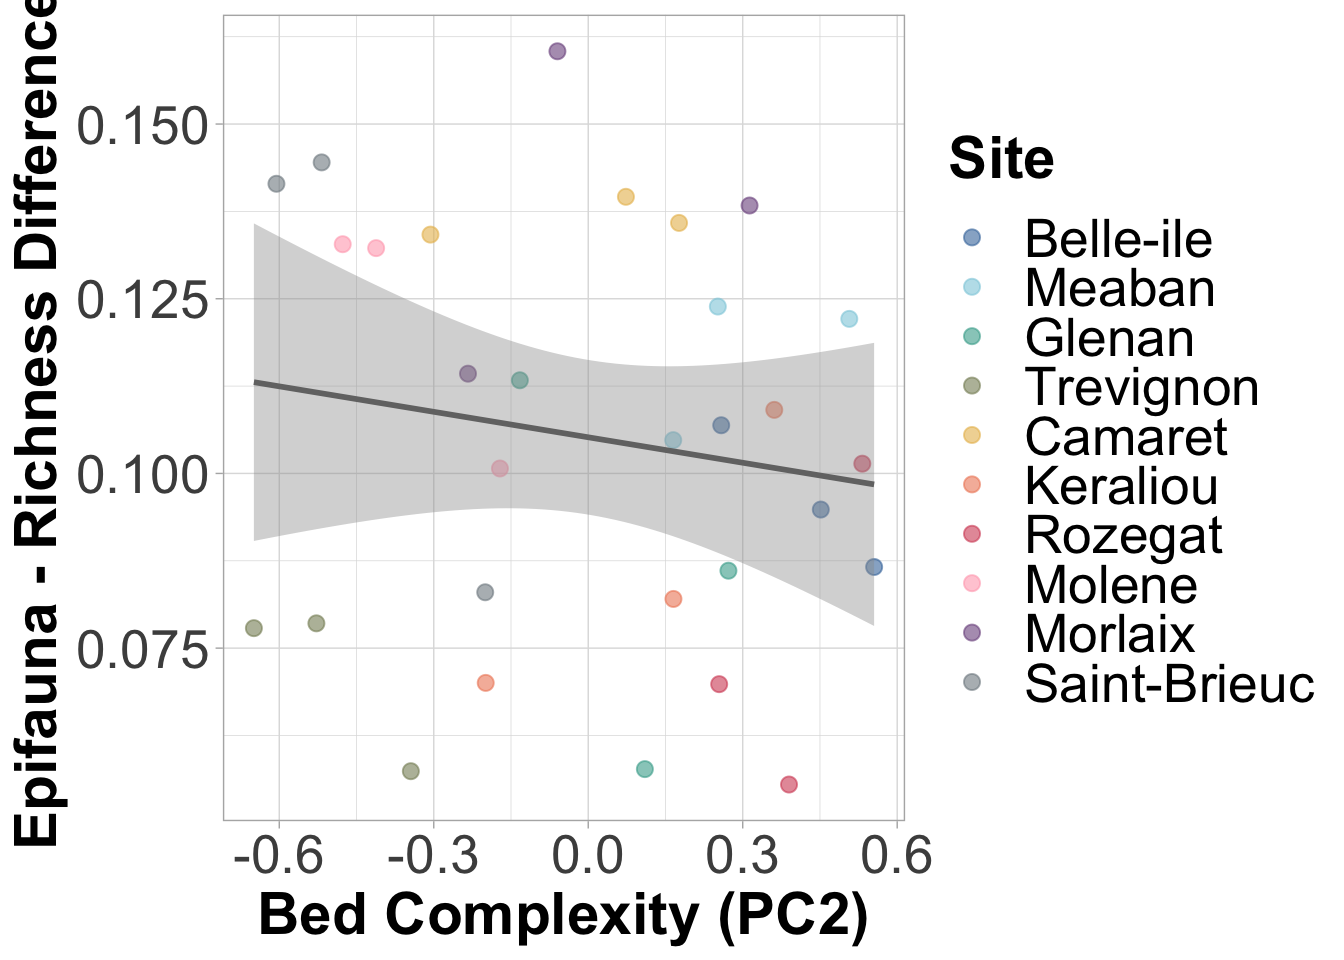 Epifauna - Richness Difference
0.150
0.125
0.100
0.075
-0.6 -0.3 0.0 0.3 0.6
Bed Complexity (PC2)
Site
Belle-ile
Meaban
Glenan
Trevignon
Camaret
Keraliou
Rozegat
Molene
Morlaix
Saint-Brieuc